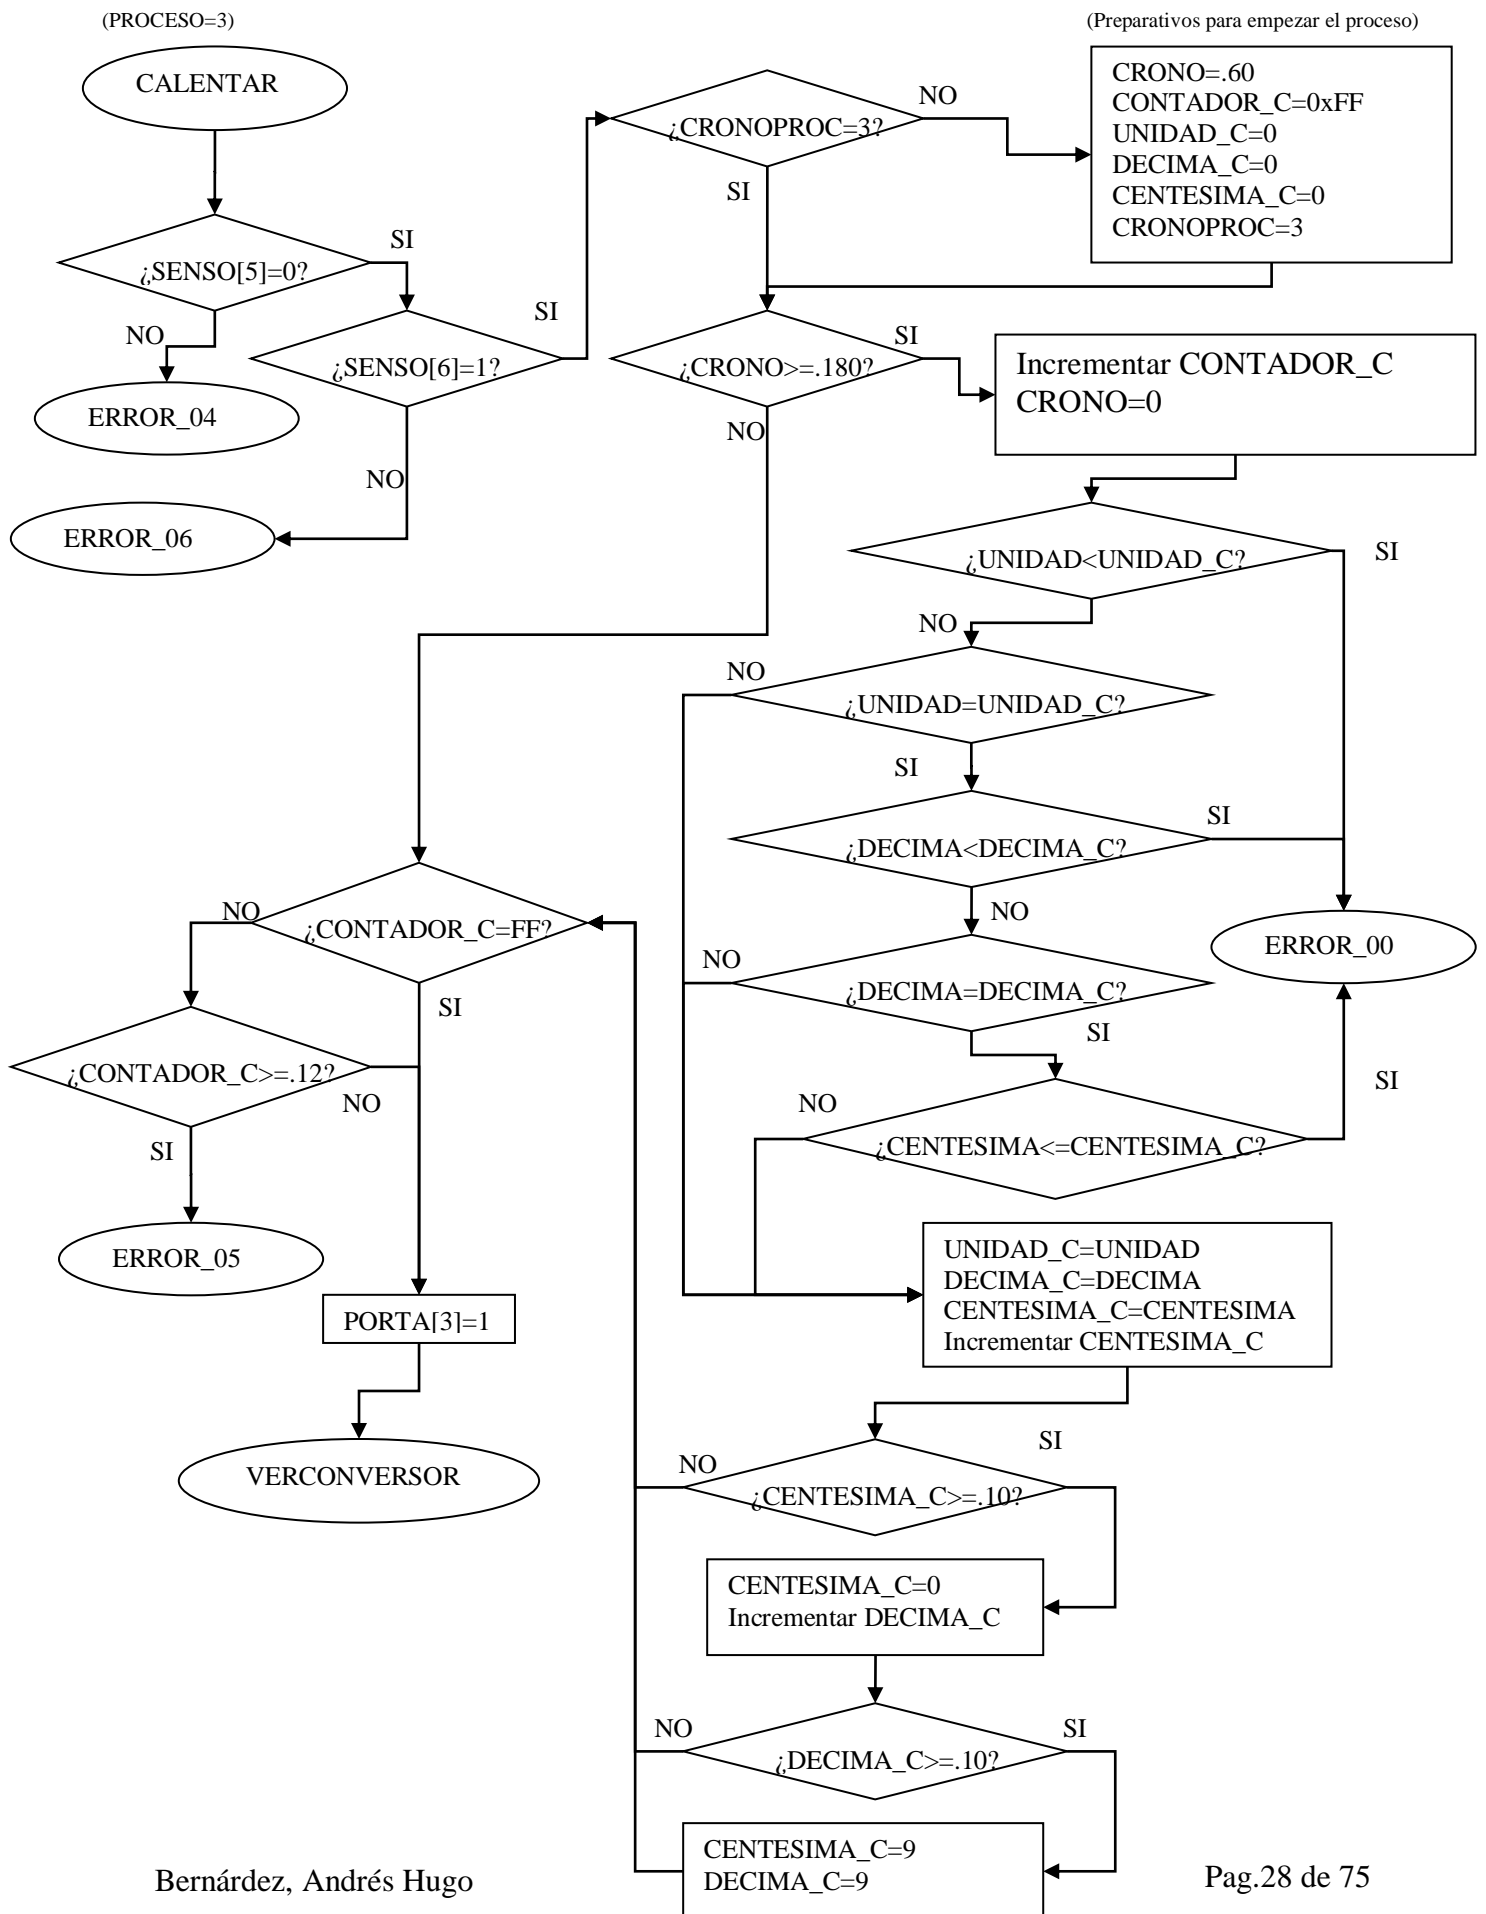 (PROCESO=3)
(Preparativos para empezar el proceso)
CALENTAR
¿CRONOPROC=3?
NO
CRONO=.60
CONTADOR_C=0xFF
UNIDAD_C=0
DECIMA_C=0
CENTESIMA_C=0
CRONOPROC=3
SI
¿SENSO[5]=0?
SI
NO
ERROR_04
¿SENSO[6]=1?
SI
NO
ERROR_06
¿CRONO>=.180?
SI
NO
Incrementar CONTADOR_C
CRONO=0
¿UNIDAD<UNIDAD_C?
SI
NO
¿UNIDAD=UNIDAD_C?
NO
SI
¿DECIMA<DECIMA_C?
SI
NO
ERROR_00
¿DECIMA=DECIMA_C?
NO
SI
¿CENTESIMA<=CENTESIMA_C?
NO
SI
¿CONTADOR_C=FF?
NO
SI
¿CONTADOR_C>=.12?
NO
SI
ERROR_05
PORTA[3]=1
VERCONVERSOR
UNIDAD_C=UNIDAD
DECIMA_C=DECIMA
CENTESIMA_C=CENTESIMA
Incrementar CENTESIMA_C
¿CENTESIMA_C>=.10?
NO
SI
CENTESIMA_C=0
Incrementar DECIMA_C
¿DECIMA_C>=.10?
NO
SI
CENTESIMA_C=9
DECIMA_C=9
Bernárdez, Andrés Hugo
Pag.28 de 75